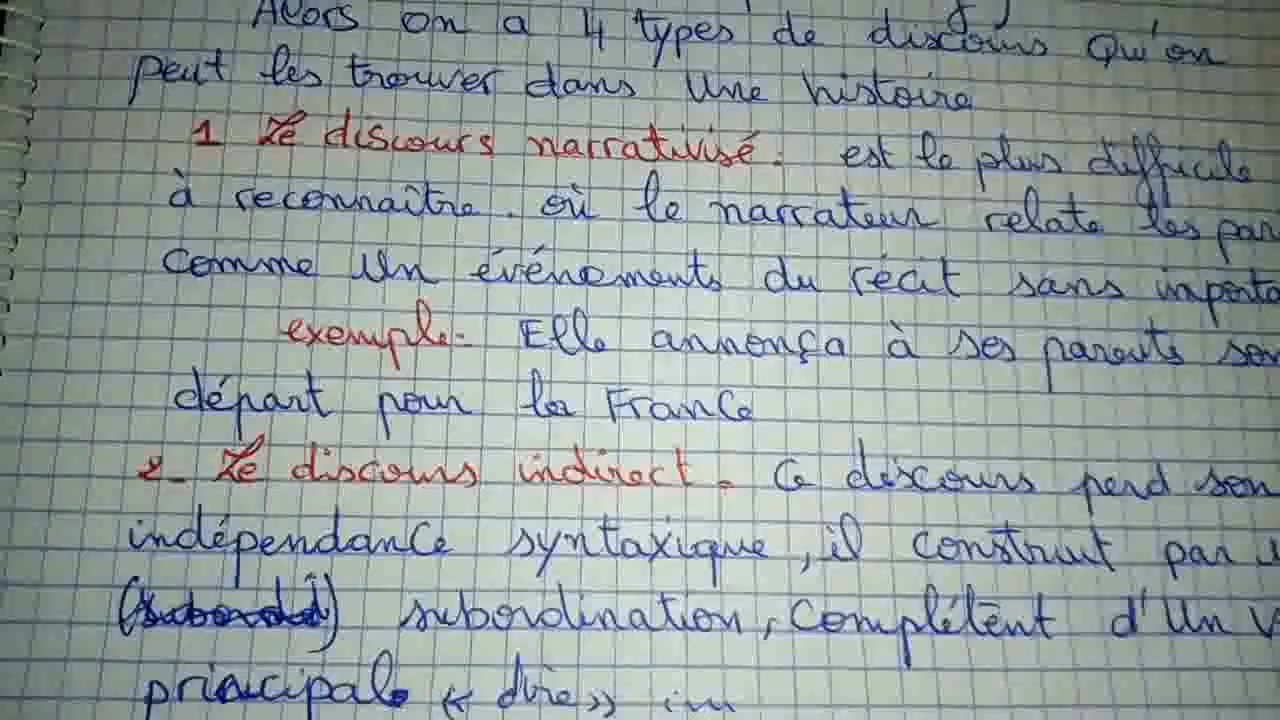 Alors on a 4 types de discours qu'on
peut les trouver dans une histoire
1 Le discours narrativisé. est le plus difficile
à reconnaître. où le narrateur relate les
comme un événements du récit sans
exemple- Elle annonça à ses parents
départ pour la France
2- Le discours indirect. Ce discours perd son
indépendance syntaxique, il construit par
subordination, complétent d'un
principale « dire »